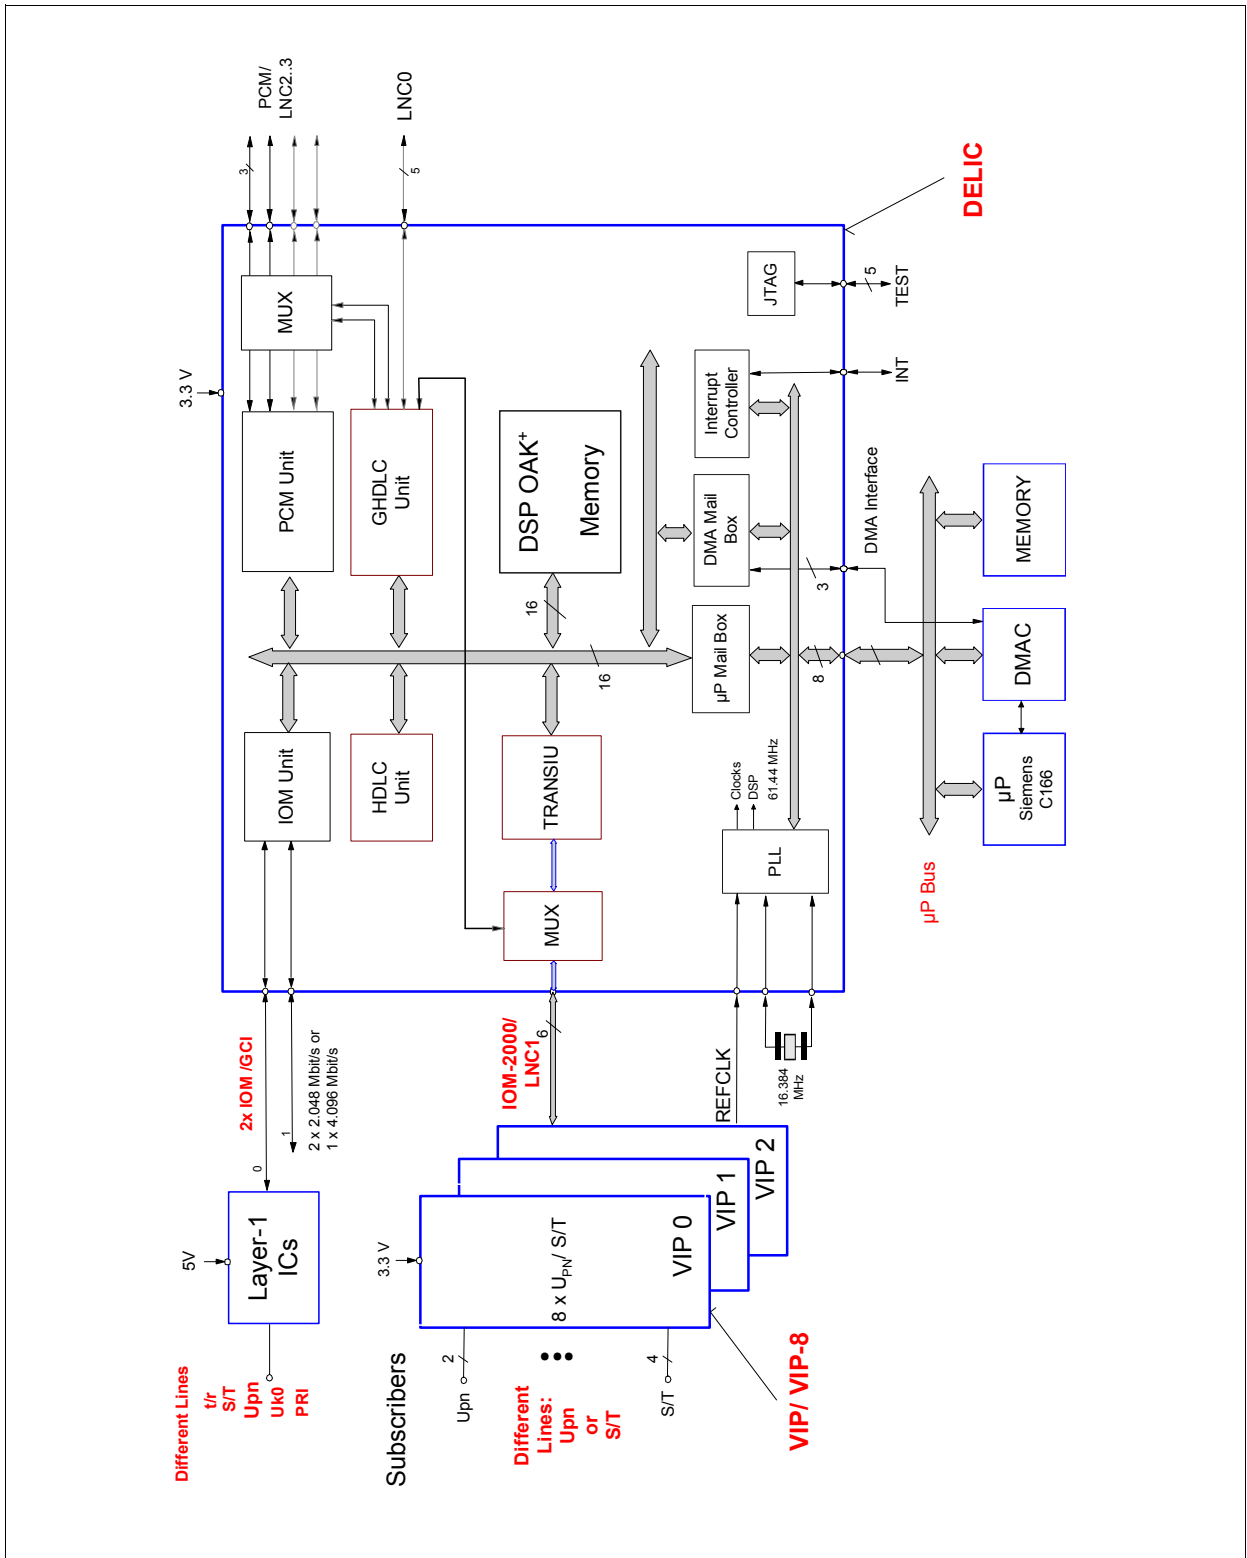 Different Lines
t/r
S/T
Upn
Uk0
PRI
5V
Layer-1
ICs
0
1
2x IOM /GCI
2 x 2.048 Mbit/s or
1 x 4.096 Mbit/s
IOM Unit
PCM Unit
MUX
3.3 V
3
PCM/
LNC2..3
HDLC
Unit
GHDLC
Unit
5
LNC0
Subscribers
Upn
2
3.3 V
8 x UPN/ S/T
Different
Lines:
Upn
or
S/T
S/T
4
VIP 0
VIP 1
VIP 2
VIP/ VIP-8
IOM-2000/
LNC1
6
MUX
TRANSIU
16
16
DSP OAK+
Memory
REFCLK
16.384
MHz
PLL
Clocks
DSP
61.44 MHz
µP Mail Box
DMA Mail
Box
Interrupt
Controller
JTAG
8
3
DMA Interface
INT
5
TEST
DELIC
µP Bus
µP
Siemens
C166
DMAC
MEMORY